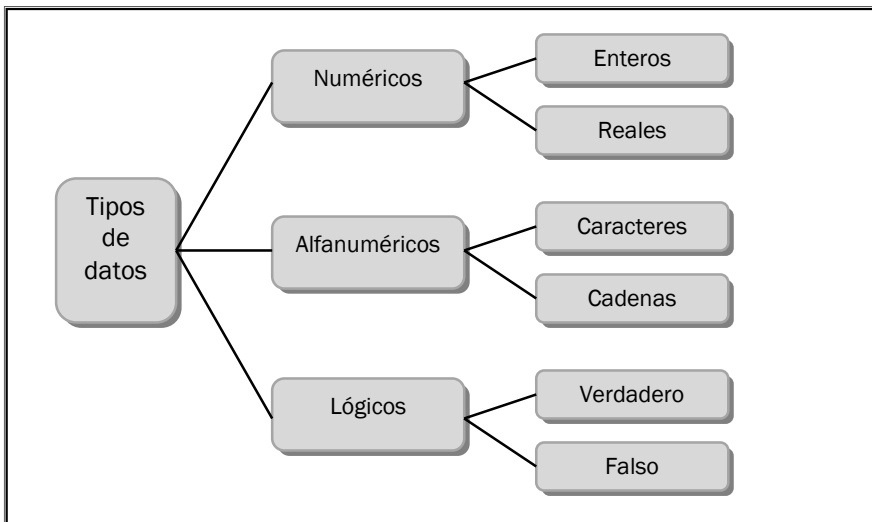 Tipos
de
datos
Numéricos
Enteros
Reales
Alfanuméricos
Caracteres
Cadenas
Lógicos
Verdadero
Falso